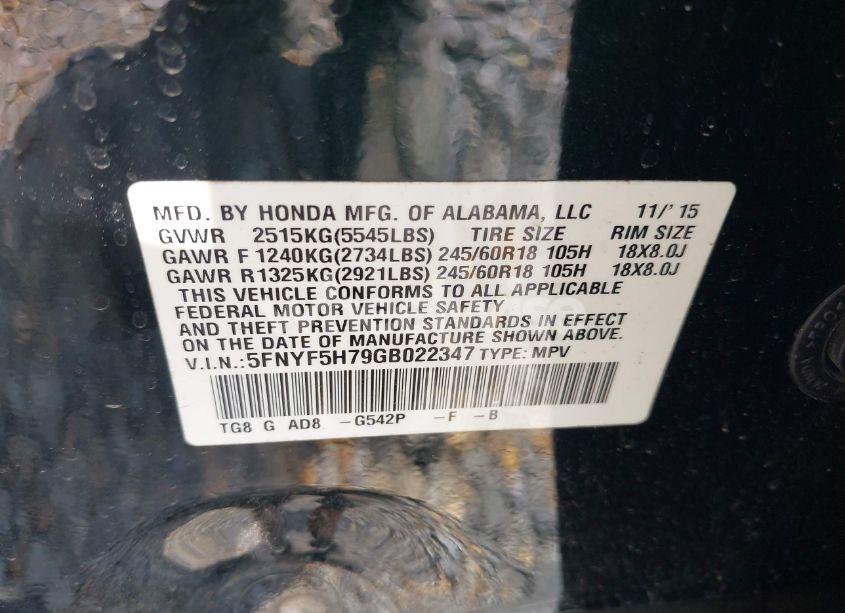 MFD. BY HONDA MFG. OF ALABAMA, LLC 11/' 15
GVWR 2515KG(5545LBS) TIRE SIZE RIM SIZE
GAWR F 1240KG(2734LBS) 245/60R18 105H 18X8.0J
GAWR R1325KG(2921LBS) 245/60R18 105H 18X8.0J
THIS VEHICLE CONFORMS TO ALL APPLICABLE
FEDERAL MOTOR VEHICLE SAFETY
AND THEFT PREVENTION STANDARDS IN EFFECT
ON THE DATE OF MANUFACTURE SHOWN ABOVE.
V.I.N.:5FNYF5H79GB022347 TYPE: MPV
TG8 G AD8 -G542P -F -B